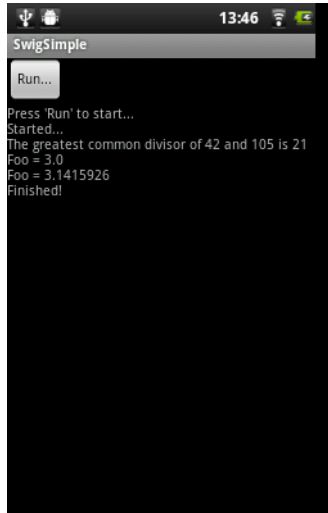 13:46
SwigSimple
Run...
Press 'Run' to start...
Started...
The greatest common divisor of 42 and 105 is 21
Foo = 3.0
Foo = 3.1415926
Finished!